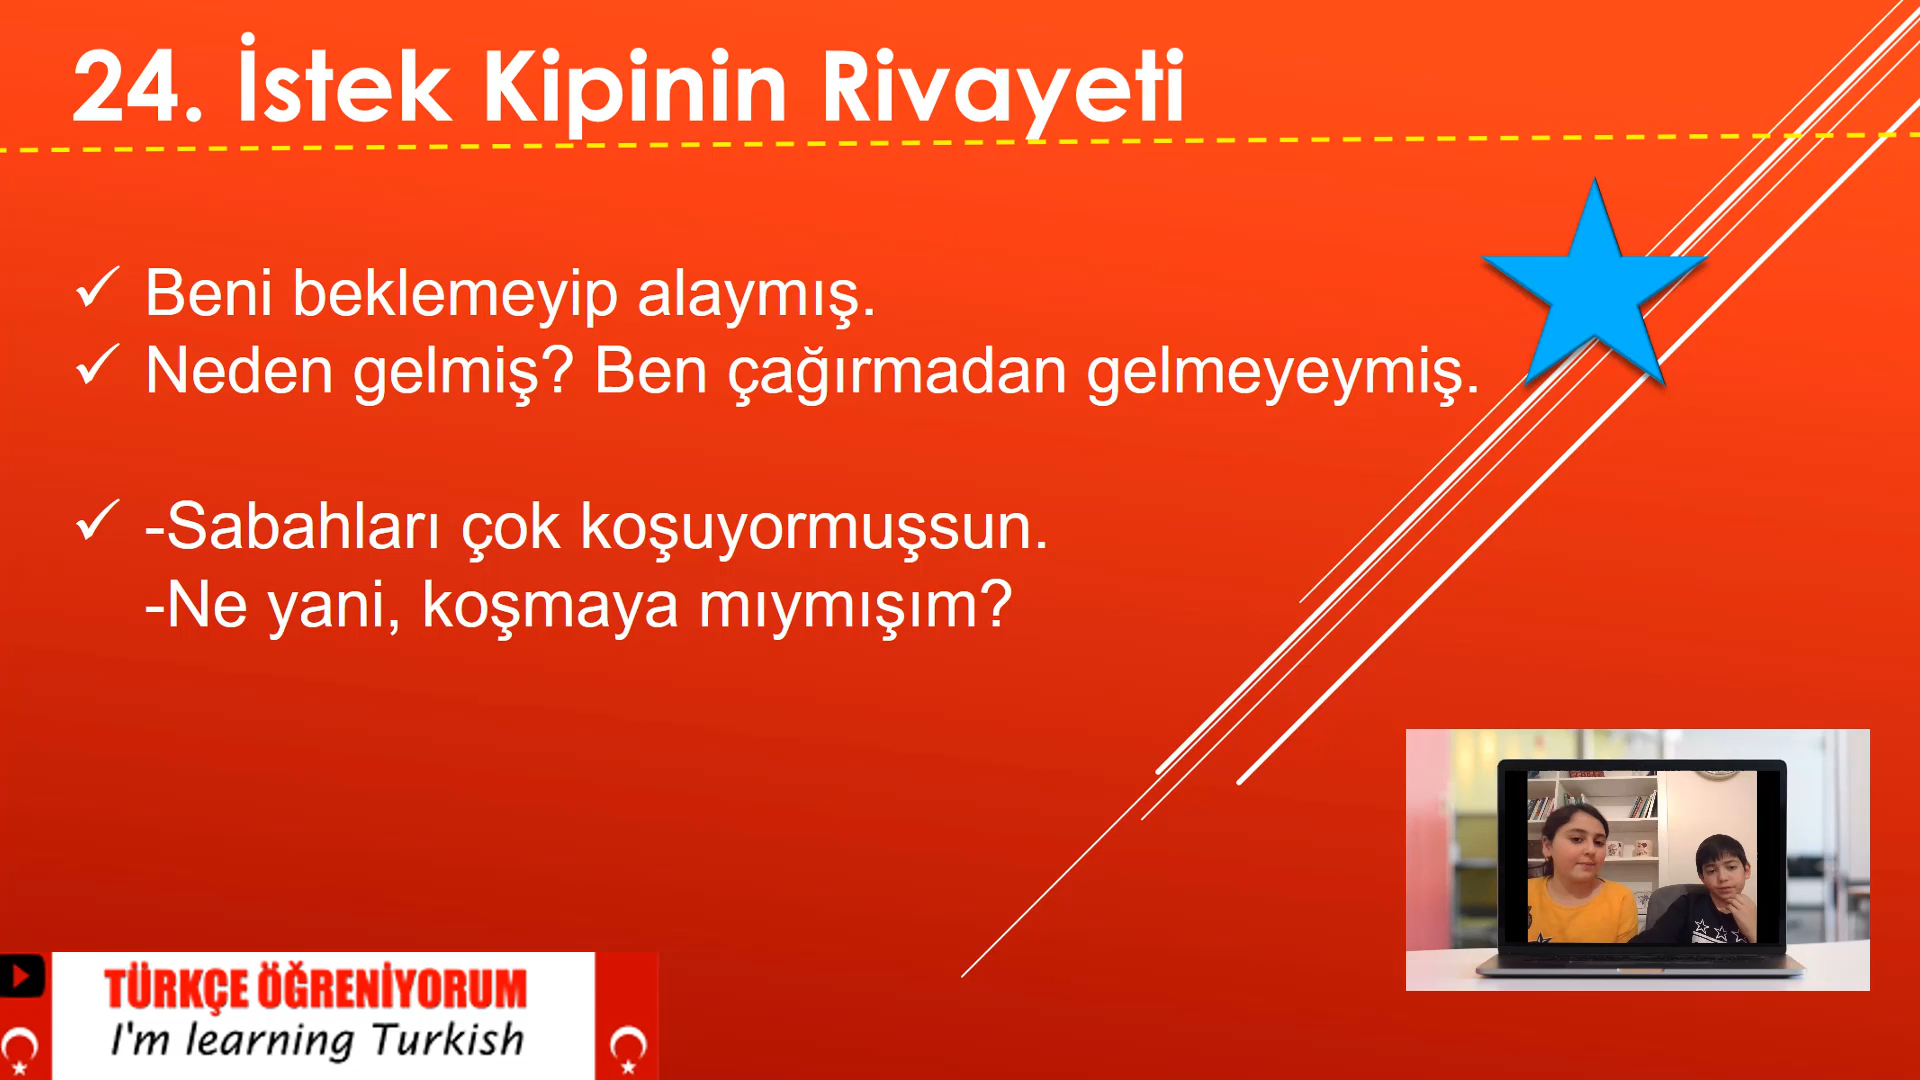 24. İstek Kipinin Rivayeti
Beni beklemeyip alaymış.
Neden gelmiş? Ben çağırmadan gelmeyeymiş.
-Sabahları çok koşuyormuşsun.
-Ne yani, koşmaya mıymışım?
TÜRKÇE ÖĞRENİYORUM
I'm learning Turkish